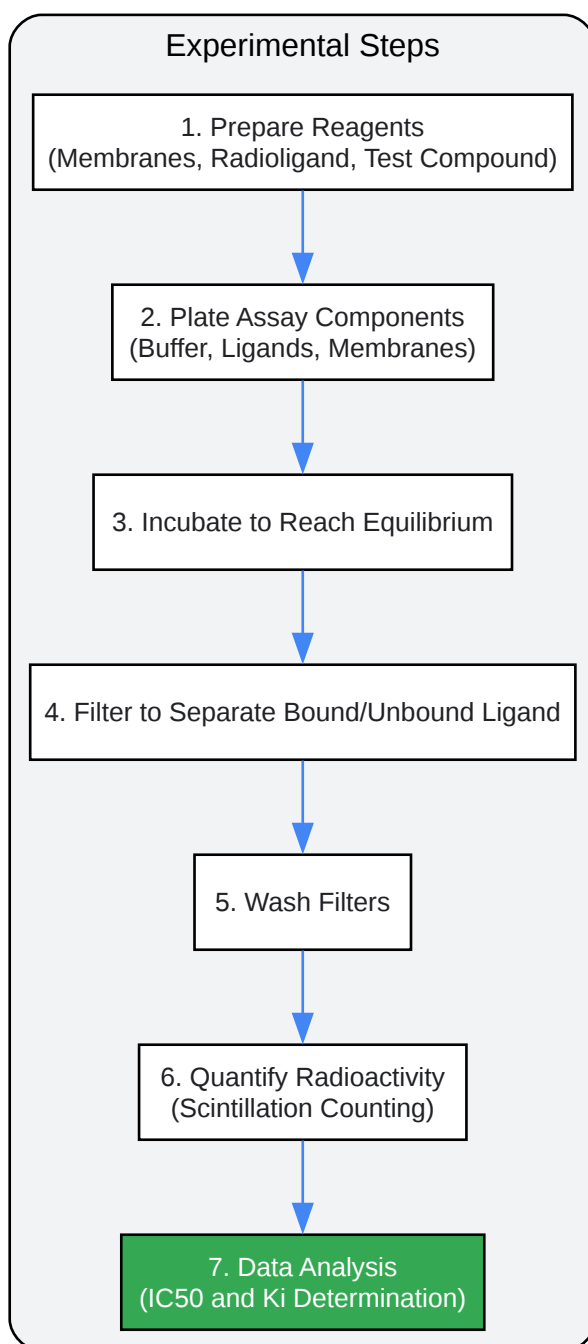 Experimental Steps
1. Prepare Reagents
(Membranes, Radioligand, Test Compound)
2. Plate Assay Components
(Buffer, Ligands, Membranes)
3. Incubate to Reach Equilibrium
4. Filter to Separate Bound/Unbound Ligand
5. Wash Filters
6. Quantify Radioactivity
(Scintillation Counting)
7. Data Analysis
(IC50 and Ki Determination)